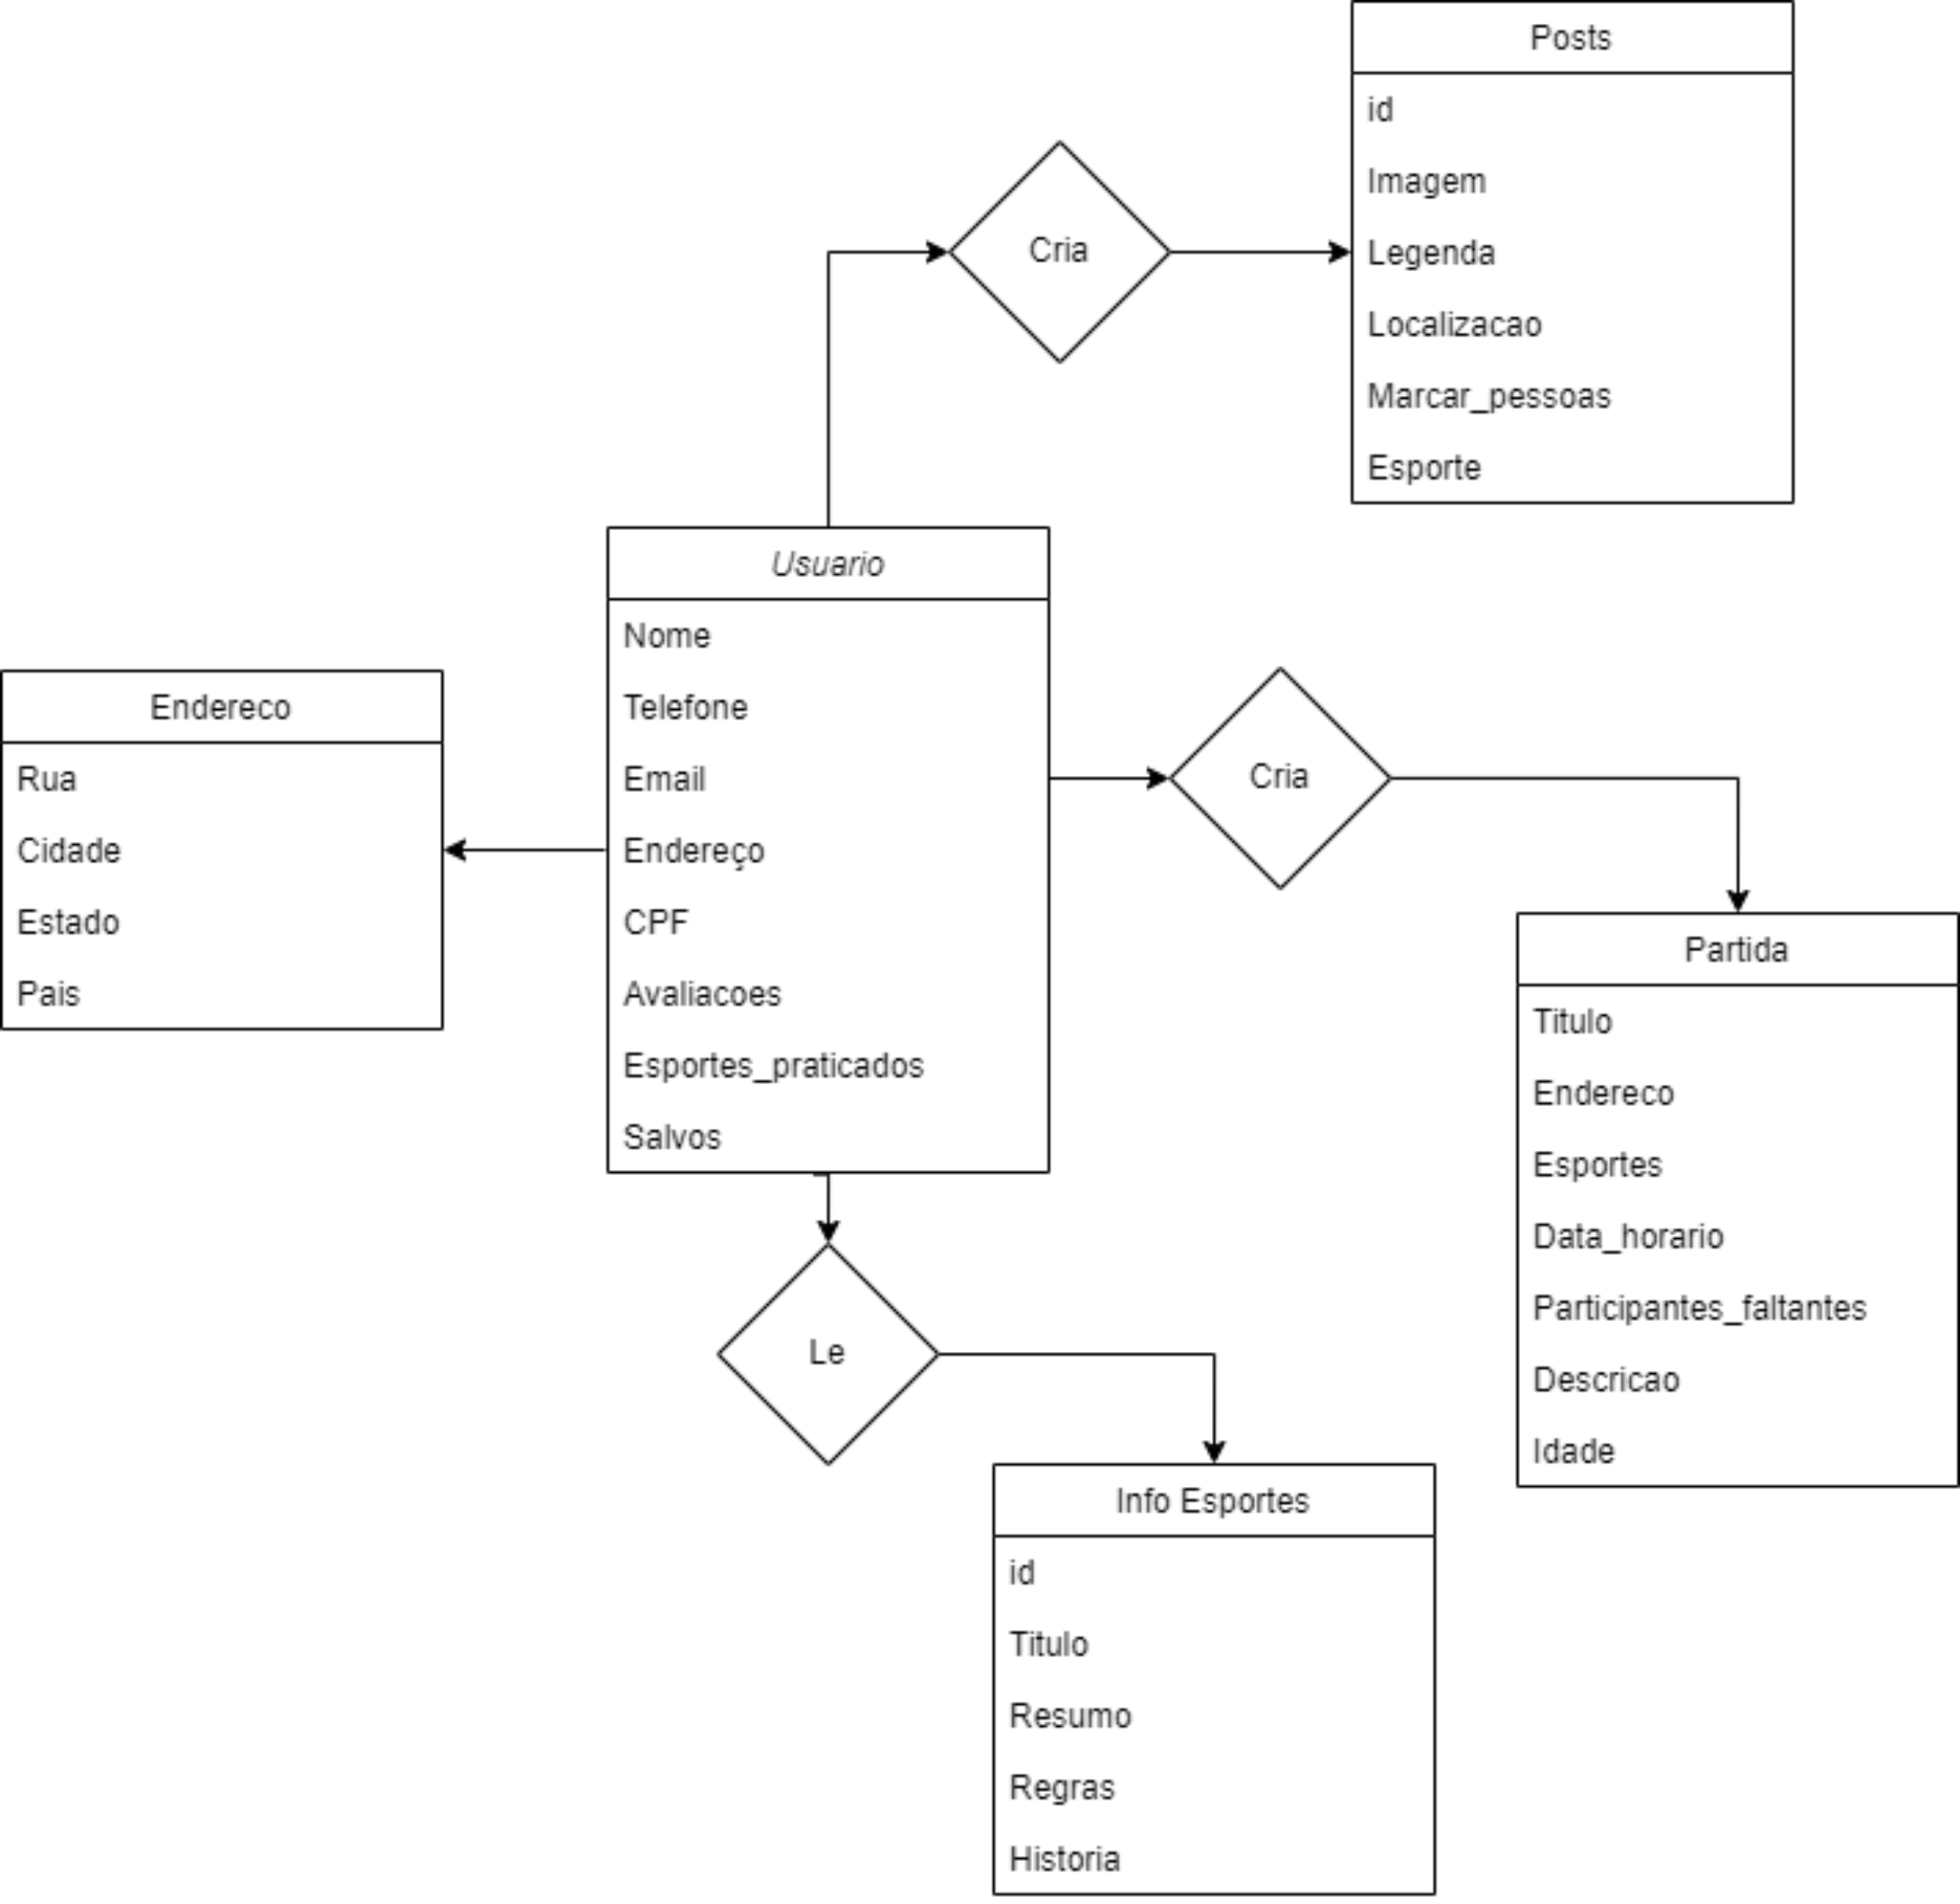 Posts
id
Imagem
Legenda
Localizacao
Marcar_pessoas
Esporte
Cria
Usuario
Nome
Telefone
Email
Endereço
CPF
Avaliacoes
Esportes_praticados
Salvos
Endereco
Rua
Cidade
Estado
Pais
Cria
Partida
Titulo
Endereco
Esportes
Data_horario
Participantes_faltantes
Descricao
Idade
Le
Info Esportes
id
Titulo
Resumo
Regras
Historia